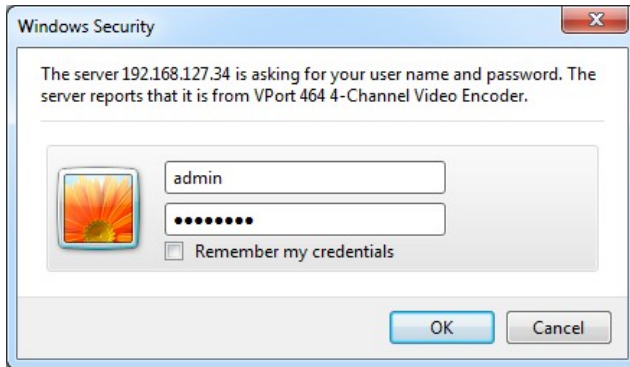 Windows Security
The server 192.168.127.34 is asking for your user name and password. The
server reports that it is from VPort 464 4-Channel Video Encoder.
admin
●●●●●●●●
Remember my credentials
OK
Cancel